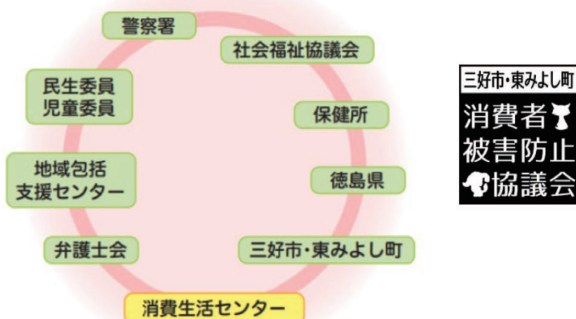 警察署
社会福祉協議会
民生委員
児童委員
保健所
地域包括
支援センター
徳島県
弁護士会
三好市・東みよし町
消費生活センター
三好市・東みよし町
消費者
被害防止
協議会